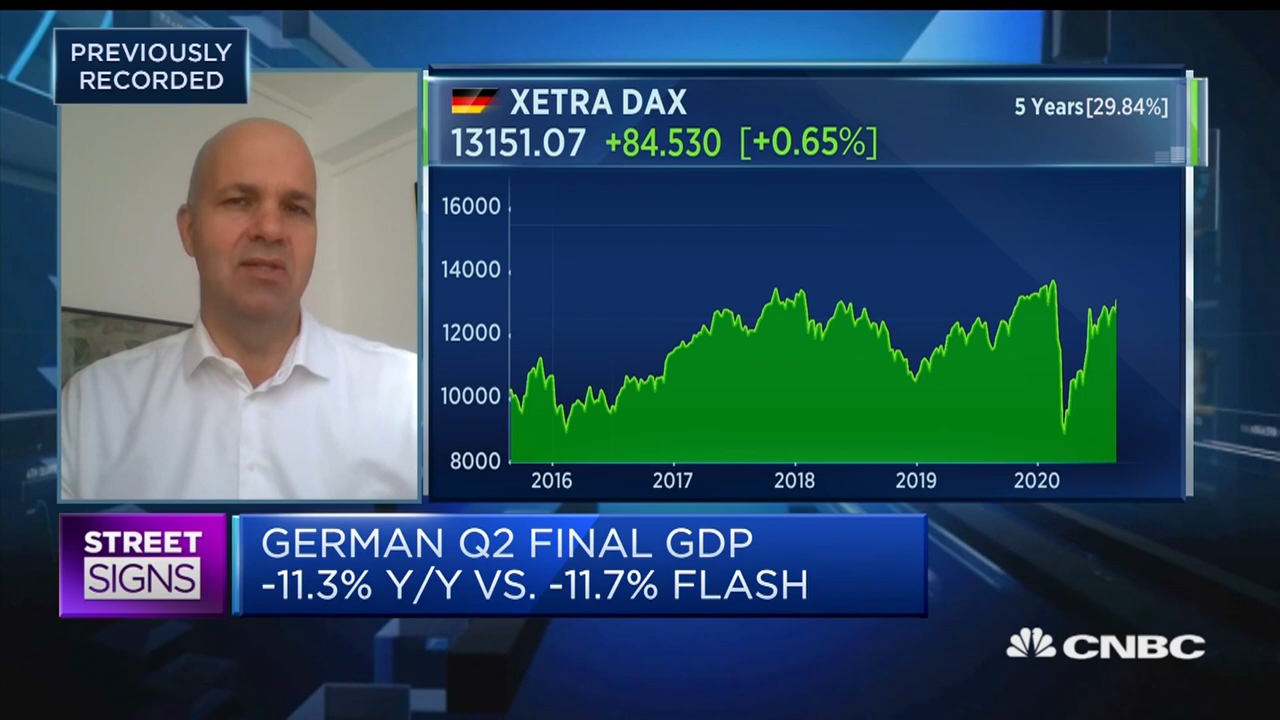 PREVIOUSLY
RECORDED
XETRA DAX
5 Years[29.84%]
13151.07 +84.530 [+0.65%]
16000
14000
12000
10000
8000
2016 2017 2018 2019 2020
STREET
SIGNS
GERMAN Q2 FINAL GDP
-11.3% Y/Y VS. -11.7% FLASH
CNBC